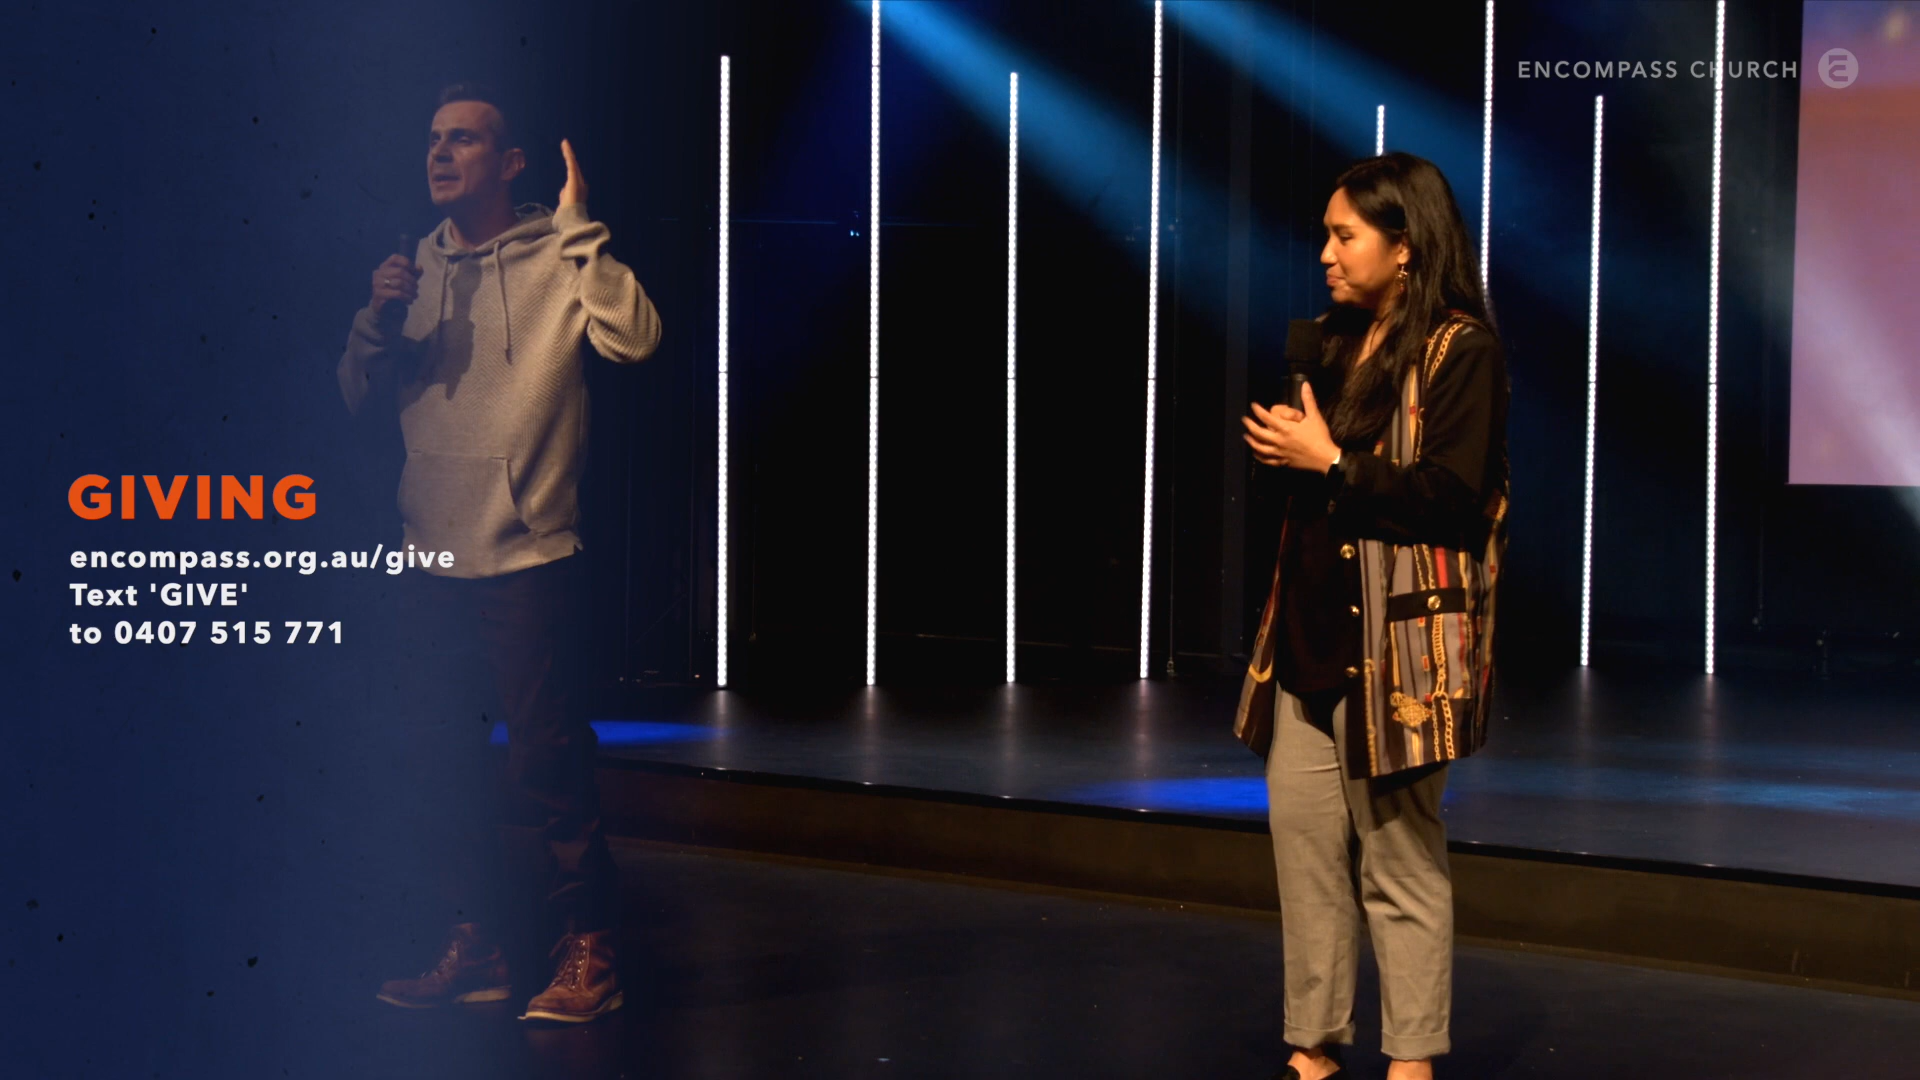 ENCOMPASS CHURCH
GIVING
encompass.org.au/give
Text 'GIVE'
to 0407 515 771